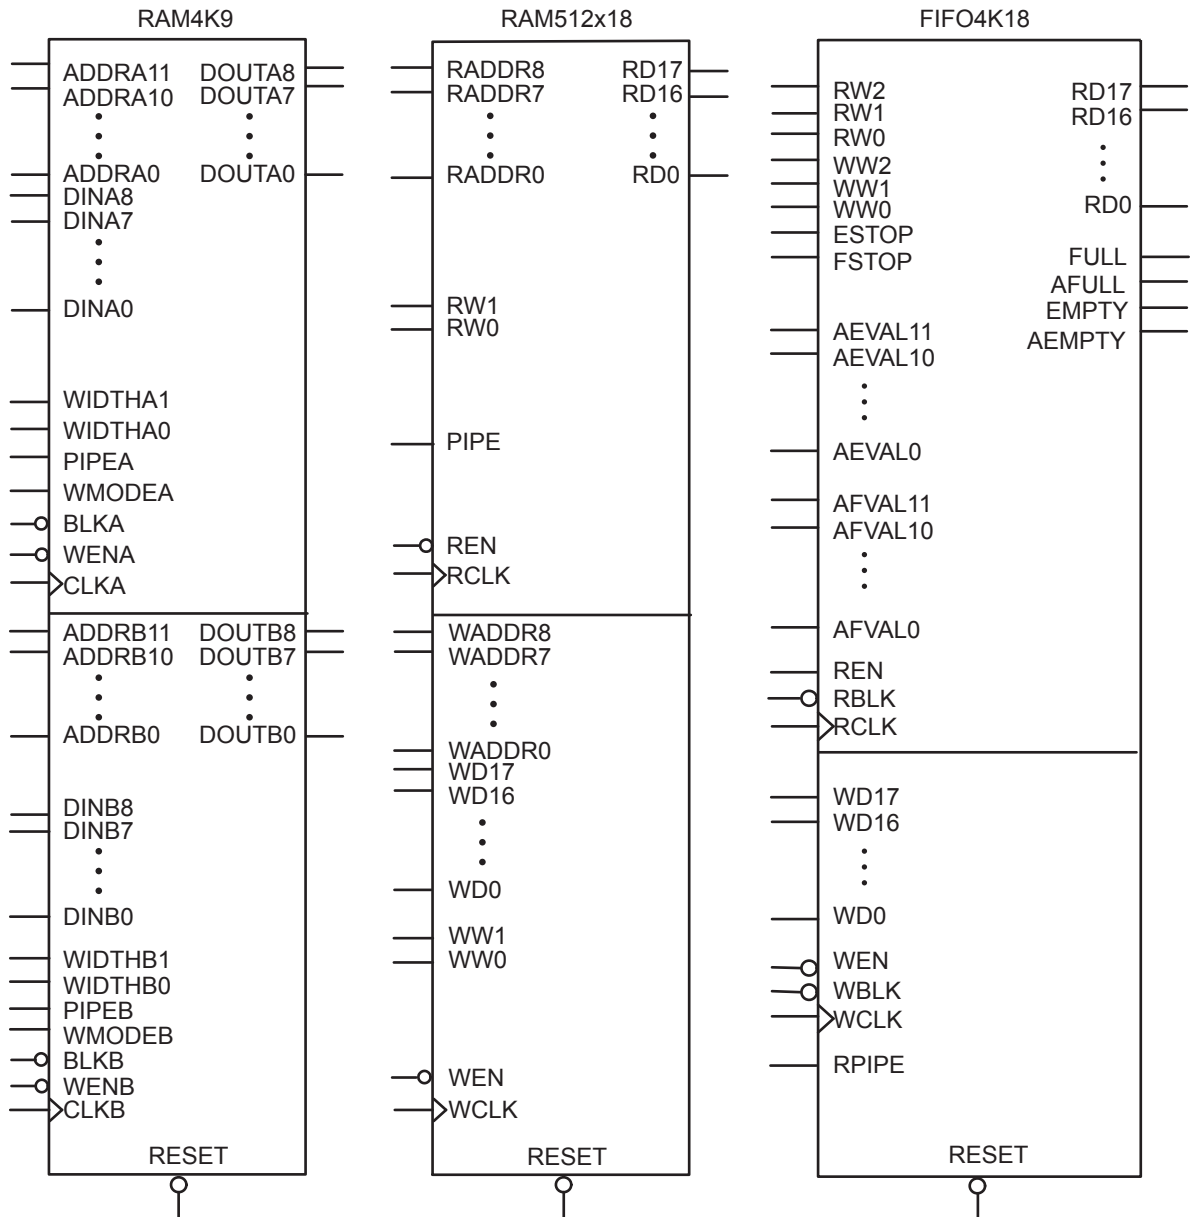 RAM4K9
ADDRA11 DOUTA8
ADDRA10 DOUTA7
ADDRA0 DOUTA0
DINA8
DINA7
DINA0
WIDTHA1
WIDTHA0
PIPEA
WMODEA
BLKA
WENA
CLKA
ADDRB11 DOUTB8
ADDRB10 DOUTB7
ADDRB0 DOUTB0
DINB8
DINB7
DINB0
WIDTHB1
WIDTHB0
PIPEB
WMODEB
BLKB
WENB
CLKB
RESET
RAM512x18
RADDR8 RD17
RADDR7 RD16
RADDR0 RD0
RW1
RW0
PIPE
REN
RCLK
WADDR8
WADDR7
WADDR0
WD17
WD16
WD0
WW1
WW0
WEN
WCLK
RESET
FIFO4K18
RW2 RD17
RW1 RD16
RW0
WW2
WW1
WW0 RD0
ESTOP
FSTOP FULL
AFULL
EMPTY
AEVAL11 AEMPTY
AEVAL10
AEVAL0
AFVAL11
AFVAL10
AFVAL0
REN
RBLK
RCLK
WD17
WD16
WD0
WEN
WBLK
WCLK
RPIPE
RESET